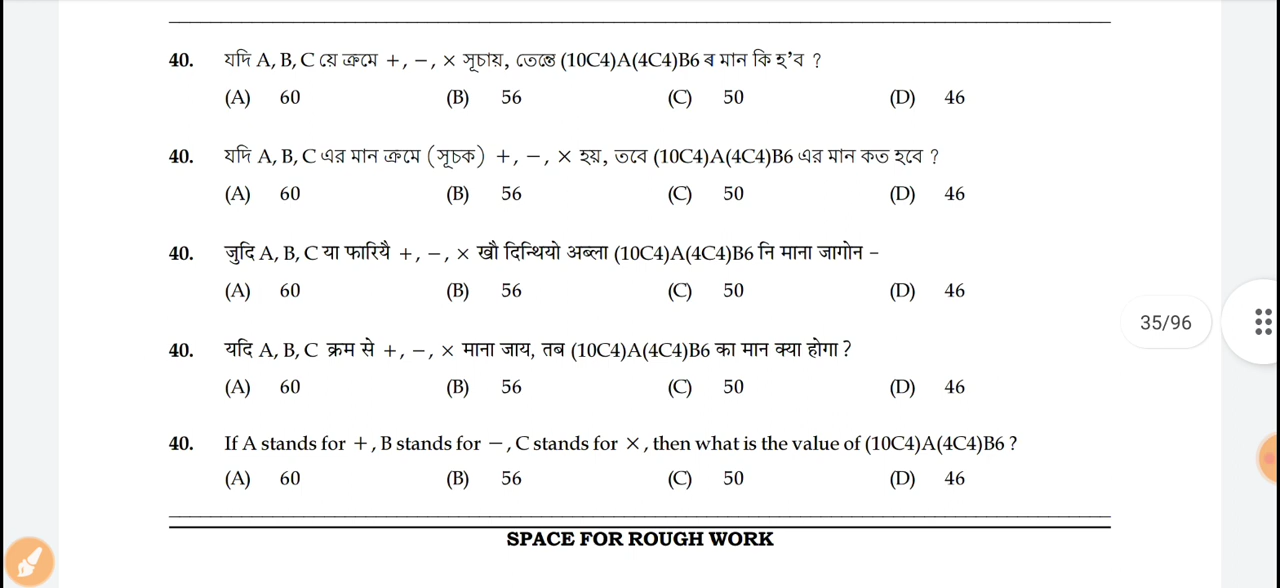 40. যদি A, B, C য়ে ক্ৰমে +, −, × সূচায়, তেন্তে (10C4)A(4C4)B6 ৰ মান কি হ’ব ?
(A) 60 (B) 56 (C) 50 (D) 46
40. যদি A, B, C এর মান ক্রমে (সূচক) +, −, × হয়, তবে (10C4)A(4C4)B6 এর মান কত হবে ?
(A) 60 (B) 56 (C) 50 (D) 46
40. जुदि A, B, C या फारियै +, −, × खौ दिन्थियो अब्ला (10C4)A(4C4)B6 नि माना जागोन –
(A) 60 (B) 56 (C) 50 (D) 46
35/96
40. यदि A, B, C क्रम से +, −, × माना जाय, तब (10C4)A(4C4)B6 का मान क्या होगा ?
(A) 60 (B) 56 (C) 50 (D) 46
40. If A stands for +, B stands for −, C stands for ×, then what is the value of (10C4)A(4C4)B6 ?
(A) 60 (B) 56 (C) 50 (D) 46
SPACE FOR ROUGH WORK